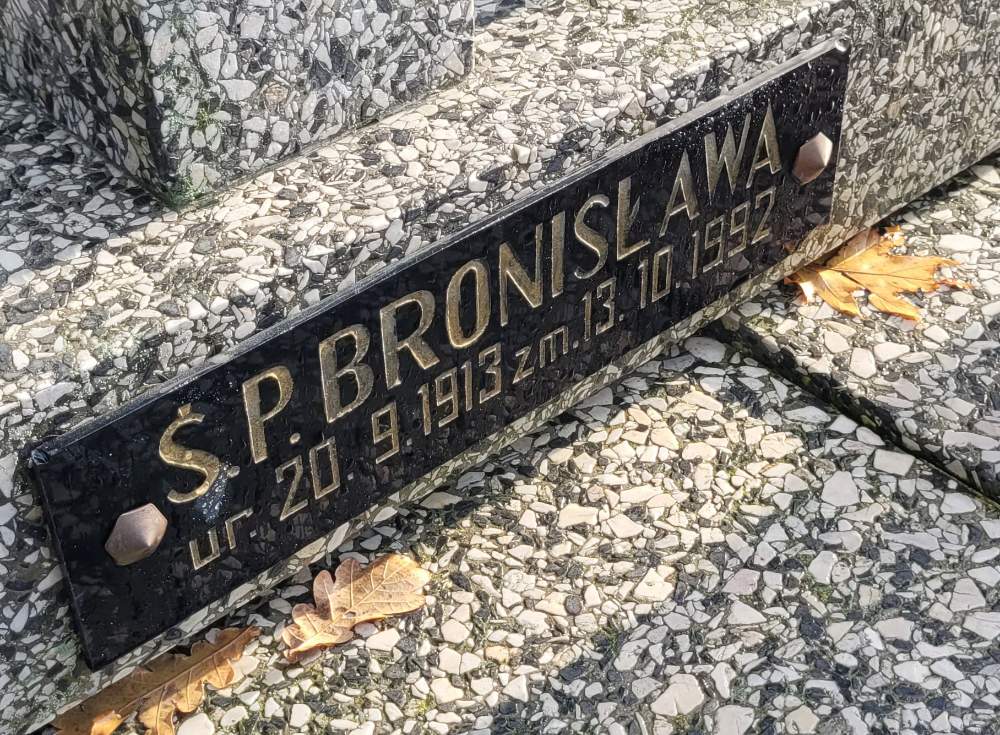 Ś.P. BRONISŁAWA
ur. 20. 9. 1913 zm. 13. 10. 1992